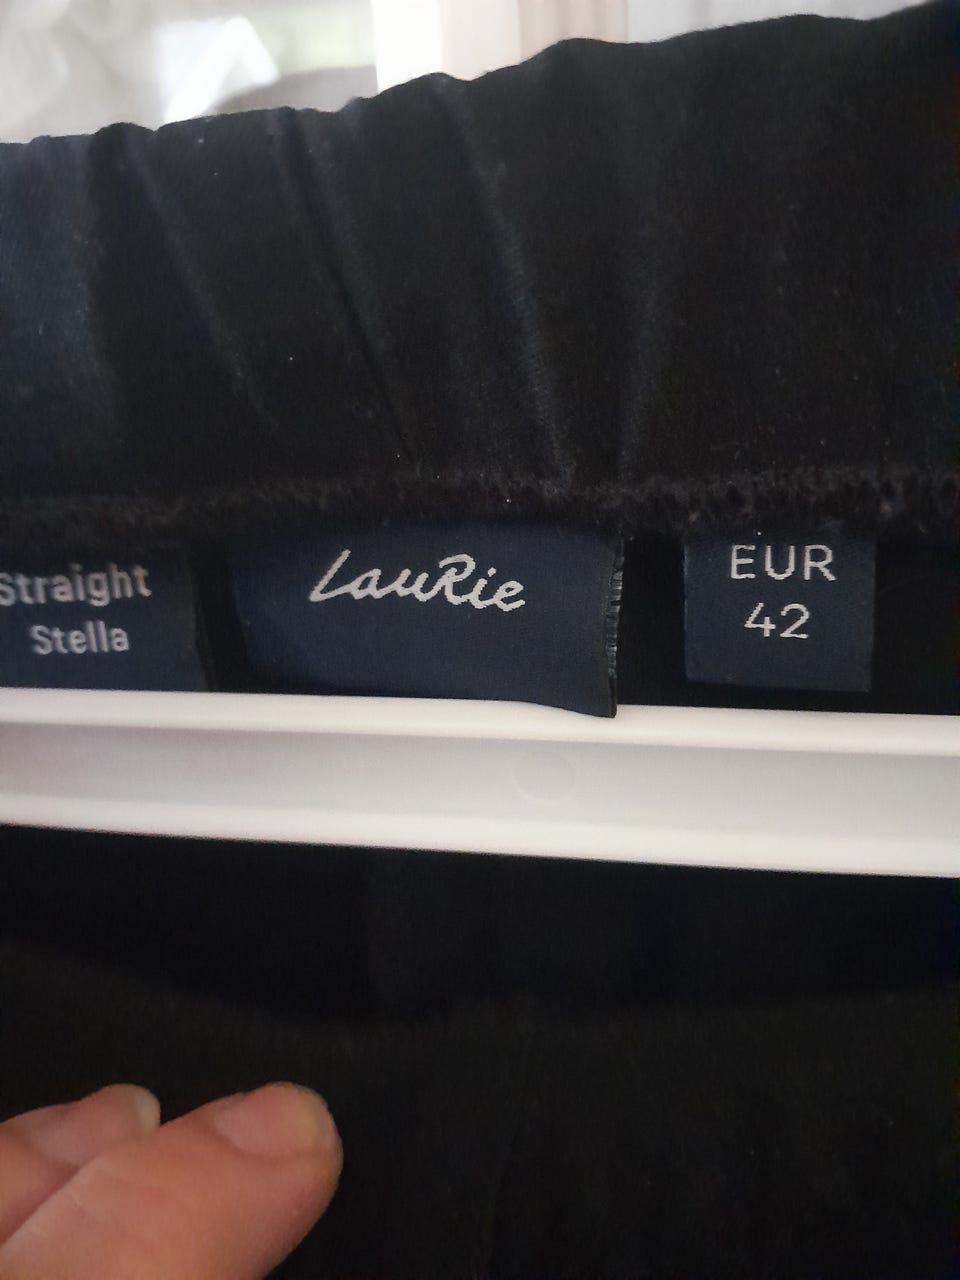 Straight
Stella
LauRie
EUR
42